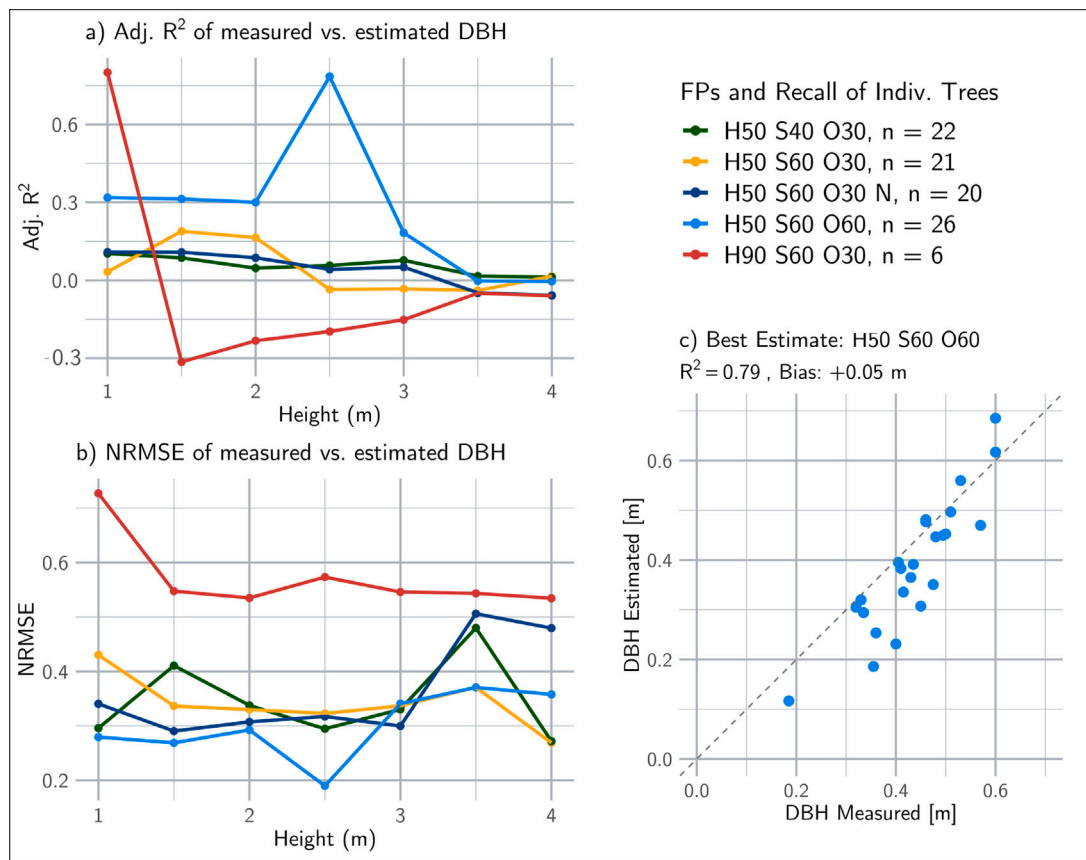 a) Adj. R² of measured vs. estimated DBH
0.6
0.3
0.0
-0.3
Adj. R²
1
2
3
4
Height (m)
FPs and Recall of Indiv. Trees
H50 S40 O30, n = 22
H50 S60 O30, n = 21
H50 S60 O30 N, n = 20
H50 S60 O60, n = 26
H90 S60 O30, n = 6
b) NRMSE of measured vs. estimated DBH
0.6
0.4
0.2
NRMSE
1
2
3
4
Height (m)
c) Best Estimate: H50 S60 O60
R² = 0.79 , Bias: +0.05 m
0.6
0.4
0.2
0.0
DBH Estimated [m]
0.0
0.2
0.4
0.6
DBH Measured [m]